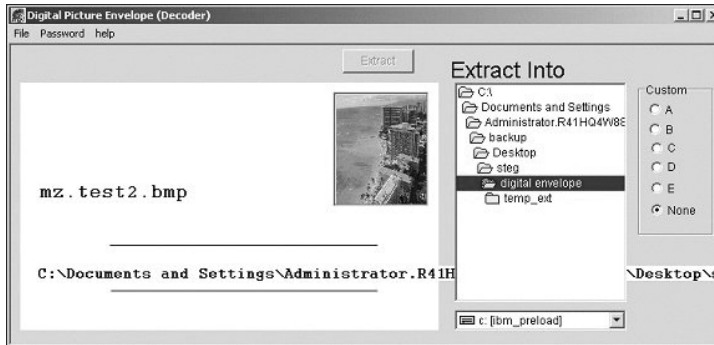 Digital Picture Envelope (Decoder)
File Password help
Extract
Extract Into
C:\
Documents and Settings
Administrator.R41HQ4W8E
backup
Desktop
steg
digital envelope
temp_ext
Custom
A
B
C
D
E
None
mz.test2.bmp
C:\Documents and Settings\Administrator.R41H \Desktop\s
c: [ibm_preload]